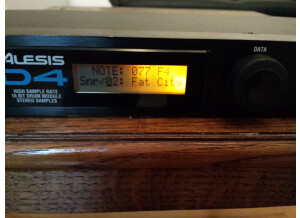 ALESIS
D4
HIGH SAMPLE RATE
16 BIT DRUM MODULE
STEREO SAMPLES
NOTE: 077 F4
Snr/02: Fat City
DATA